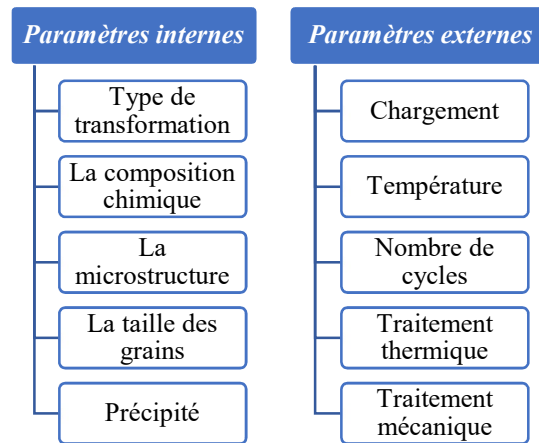 Paramètres internes
Type de
transformation
La composition
chimique
La
microstructure
La taille des
grains
Précipité
Paramètres externes
Chargement
Température
Nombre de
cycles
Traitement
thermique
Traitement
mécanique